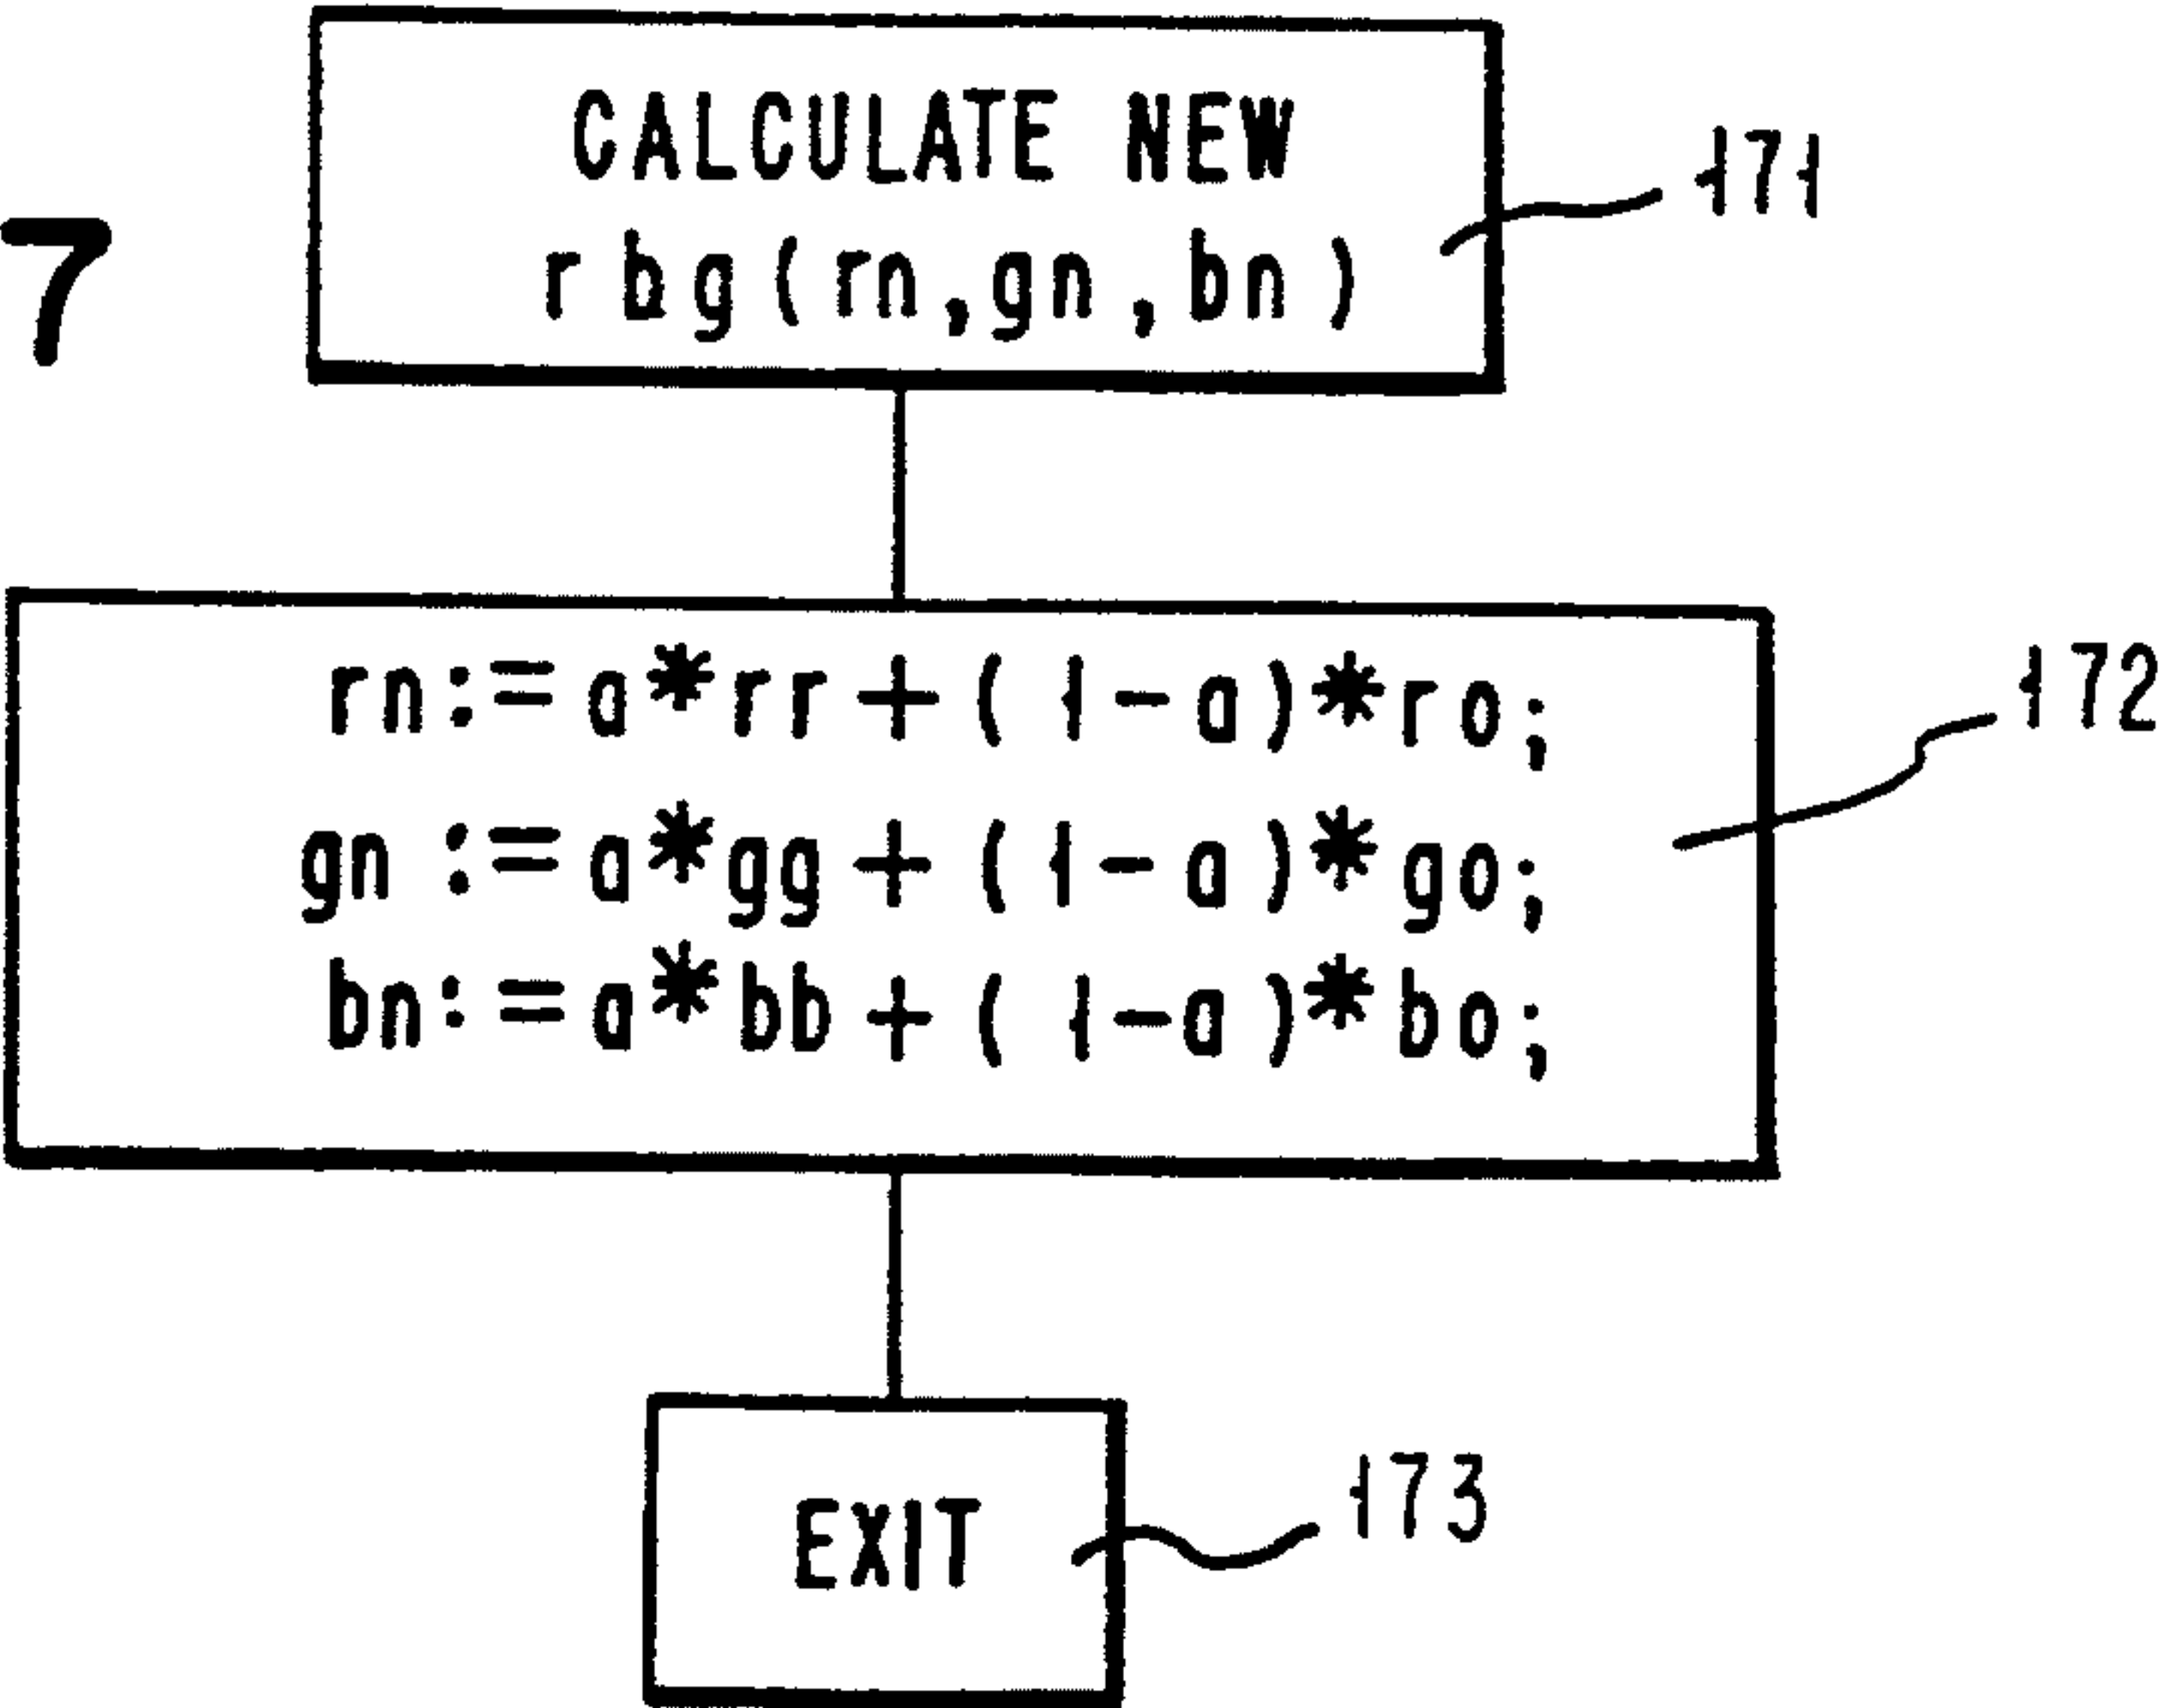 7
CALCULATE NEW
r bg (rn,gn,bn)
171
rn:= a*rr + (1-a)*ro;
gn := a*gg + (1-a)*go;
bn:= a*bb + (1-a)*bo;
172
EXIT
173